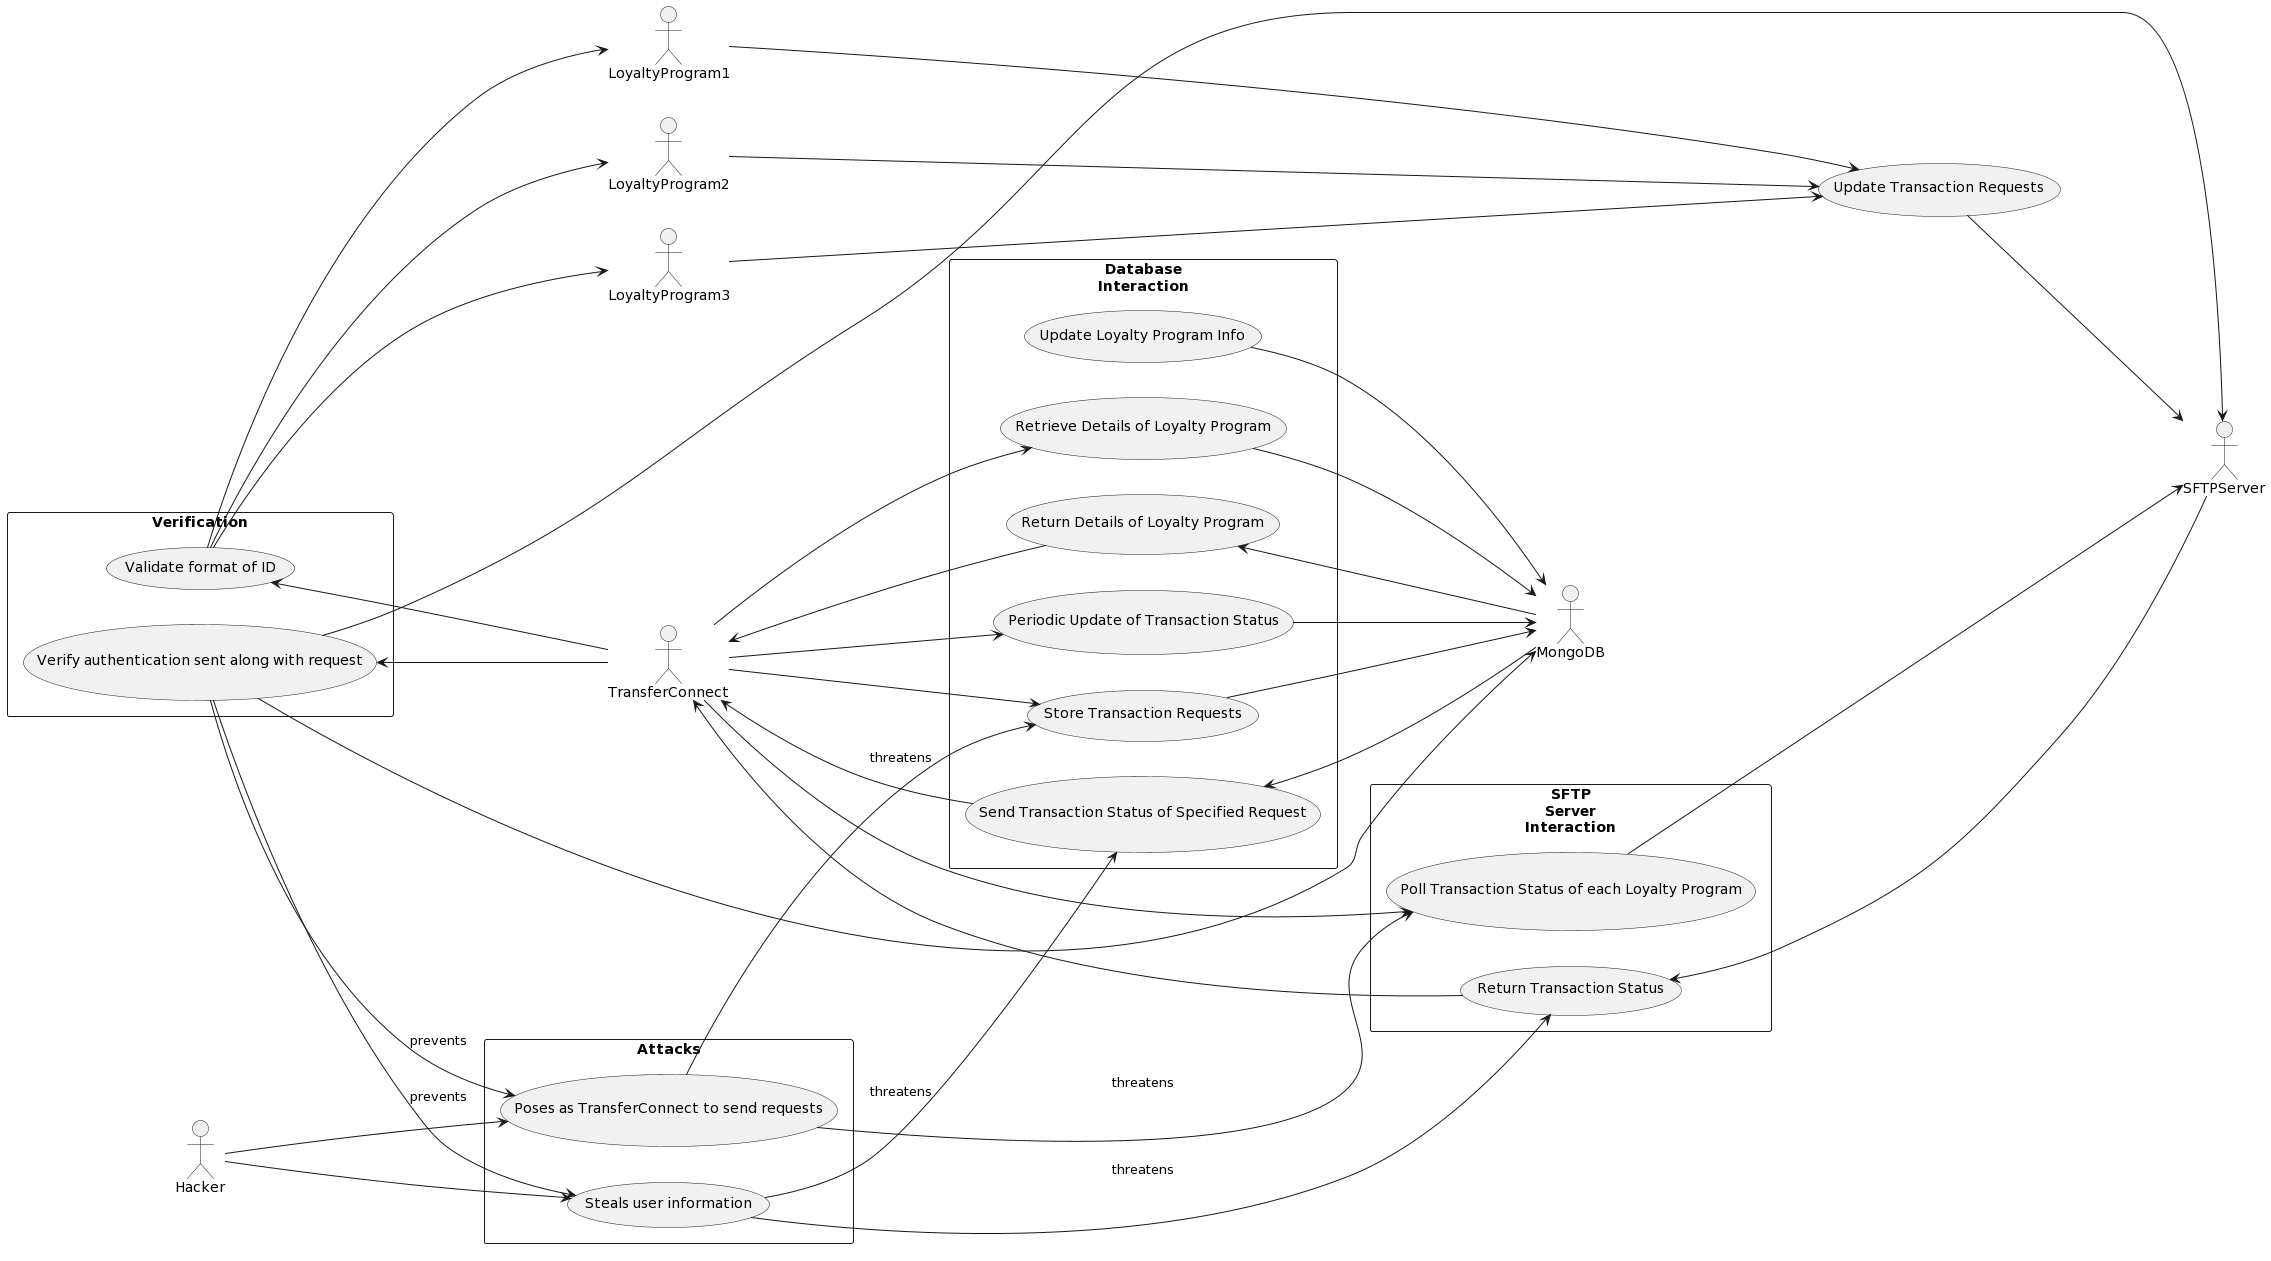 LoyaltyProgram1
LoyaltyProgram2
Update Transaction Requests
LoyaltyProgram3
Database
Interaction
Update Loyalty Program Info
Retrieve Details of Loyalty Program
SFTPServer
Verification
Return Details of Loyalty Program
Validate format of ID
Periodic Update of Transaction Status
MongoDB
Verify authentication sent along with request
TransferConnect
Store Transaction Requests
threatens
SFTP
Server
Interaction
Send Transaction Status of Specified Request
Poll Transaction Status of each Loyalty Program
Return Transaction Status
prevents
Attacks
threatens
threatens
prevents
Poses as TransferConnect to send requests
threatens
Hacker
Steals user information